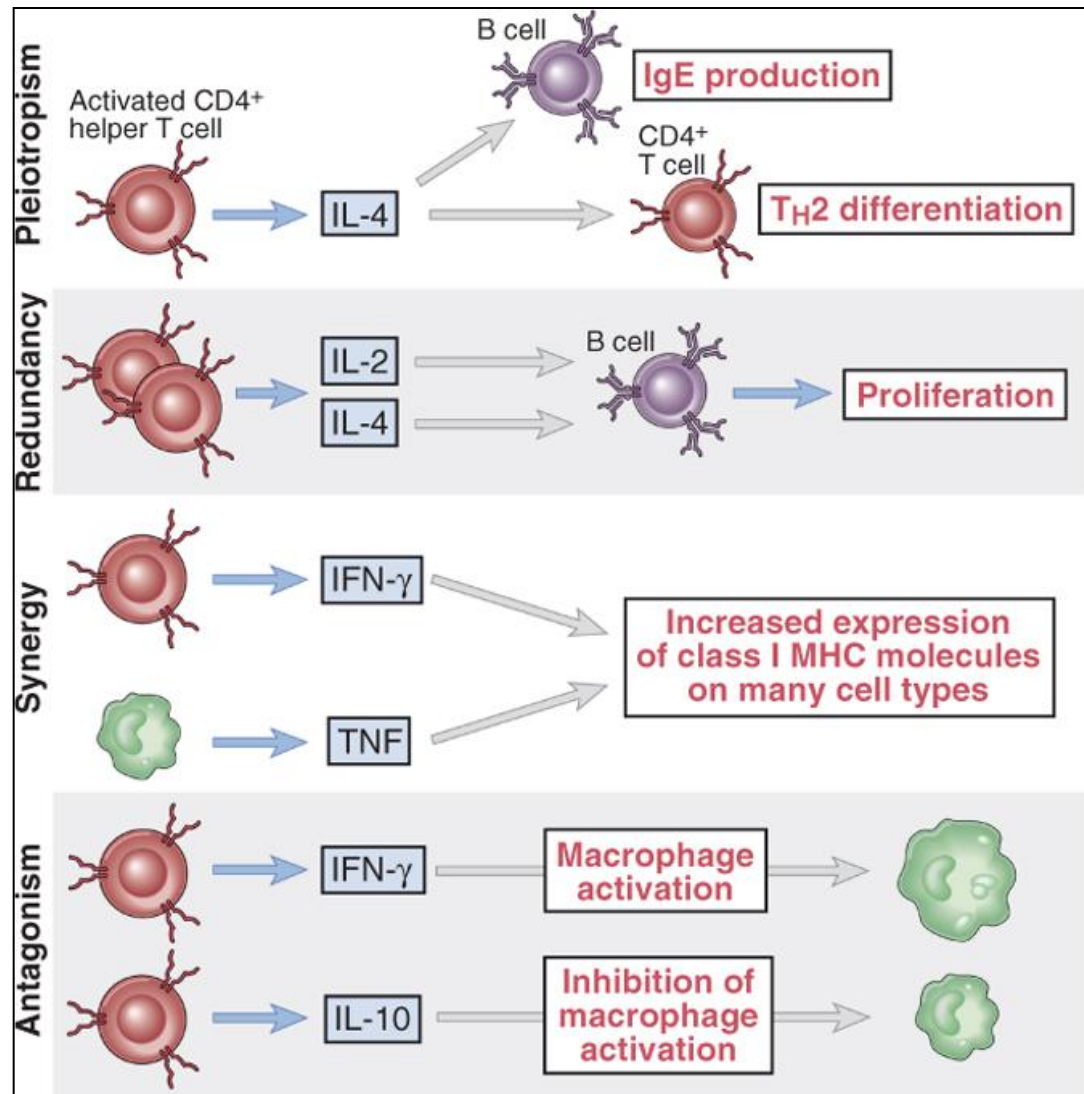 Pleiotropism
Activated CD4+
helper T cell
IL-4
B cell
IgE production
CD4+
T cell
TH2 differentiation
Redundancy
IL-2
IL-4
B cell
Proliferation
Synergy
IFN-γ
TNF
Increased expression
of class I MHC molecules
on many cell types
Antagonism
IFN-γ
Macrophage
activation
IL-10
Inhibition of
macrophage
activation